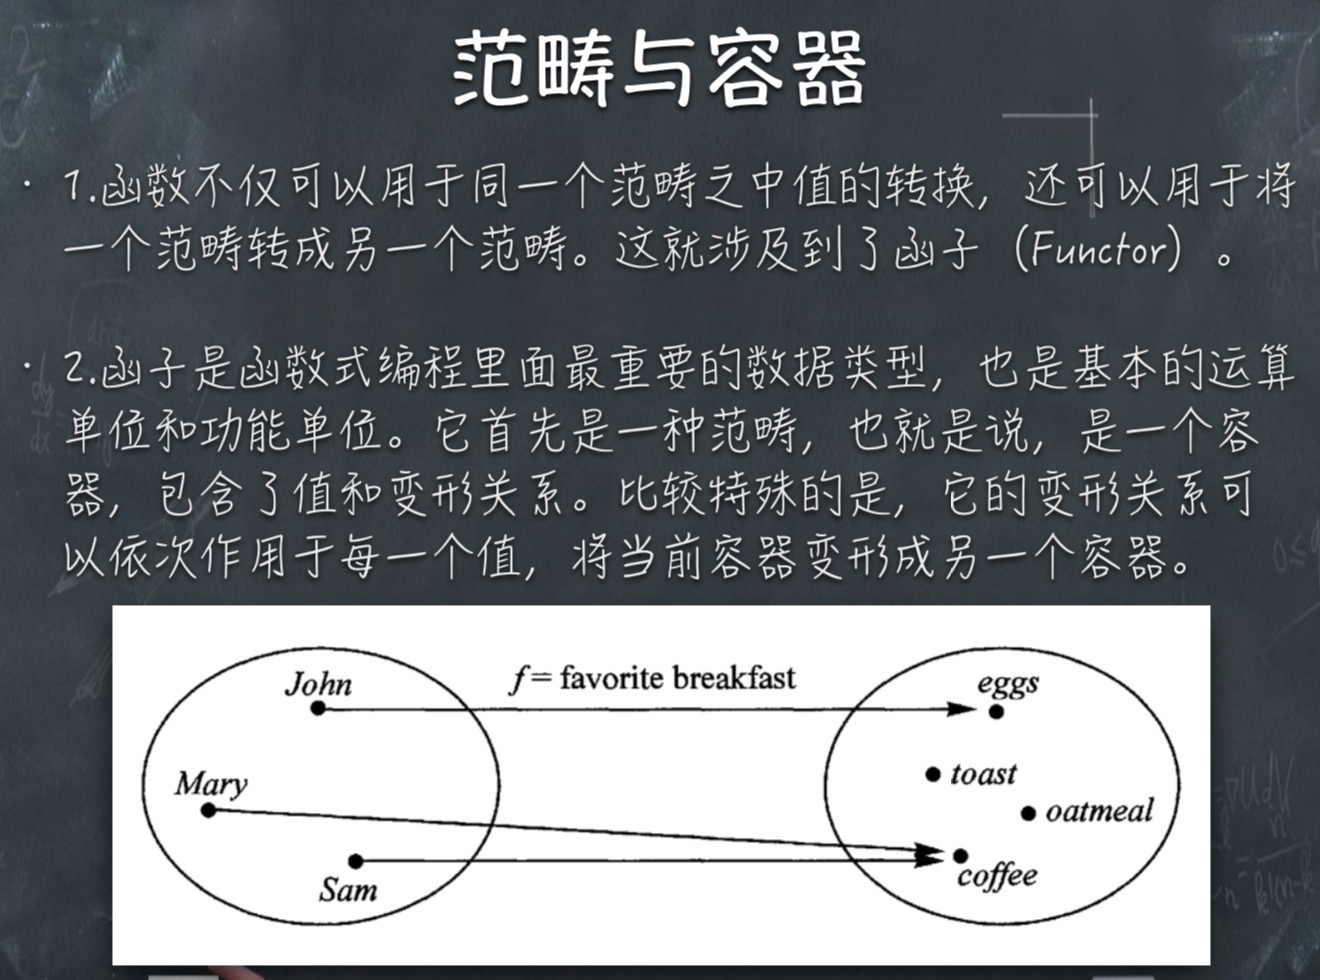 范畴与容器
· 1.函数不仅可以用于同一个范畴之中值的转换，还可以用于将
一个范畴转成另一个范畴。这就涉及到了函子（Functor）。
· 2.函子是函数式编程里面最重要的数据类型，也是基本的运算
单位和功能单位。它首先是一种范畴，也就是说，是一个容
器，包含了值和变形关系。比较特殊的是，它的变形关系可
以依次作用于每一个值，将当前容器变形成另一个容器。
John
f= favorite breakfast
eggs
Mary
toast
oatmeal
Sam
coffee